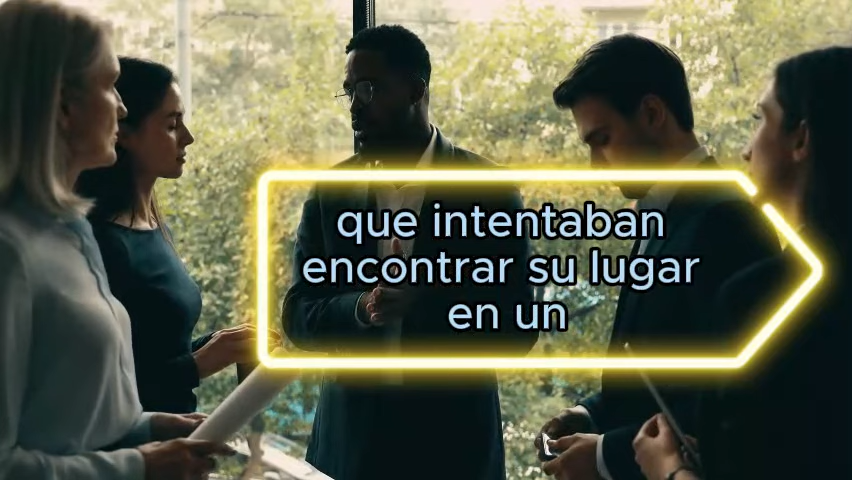 que intentaban
encontrar su lugar
en un